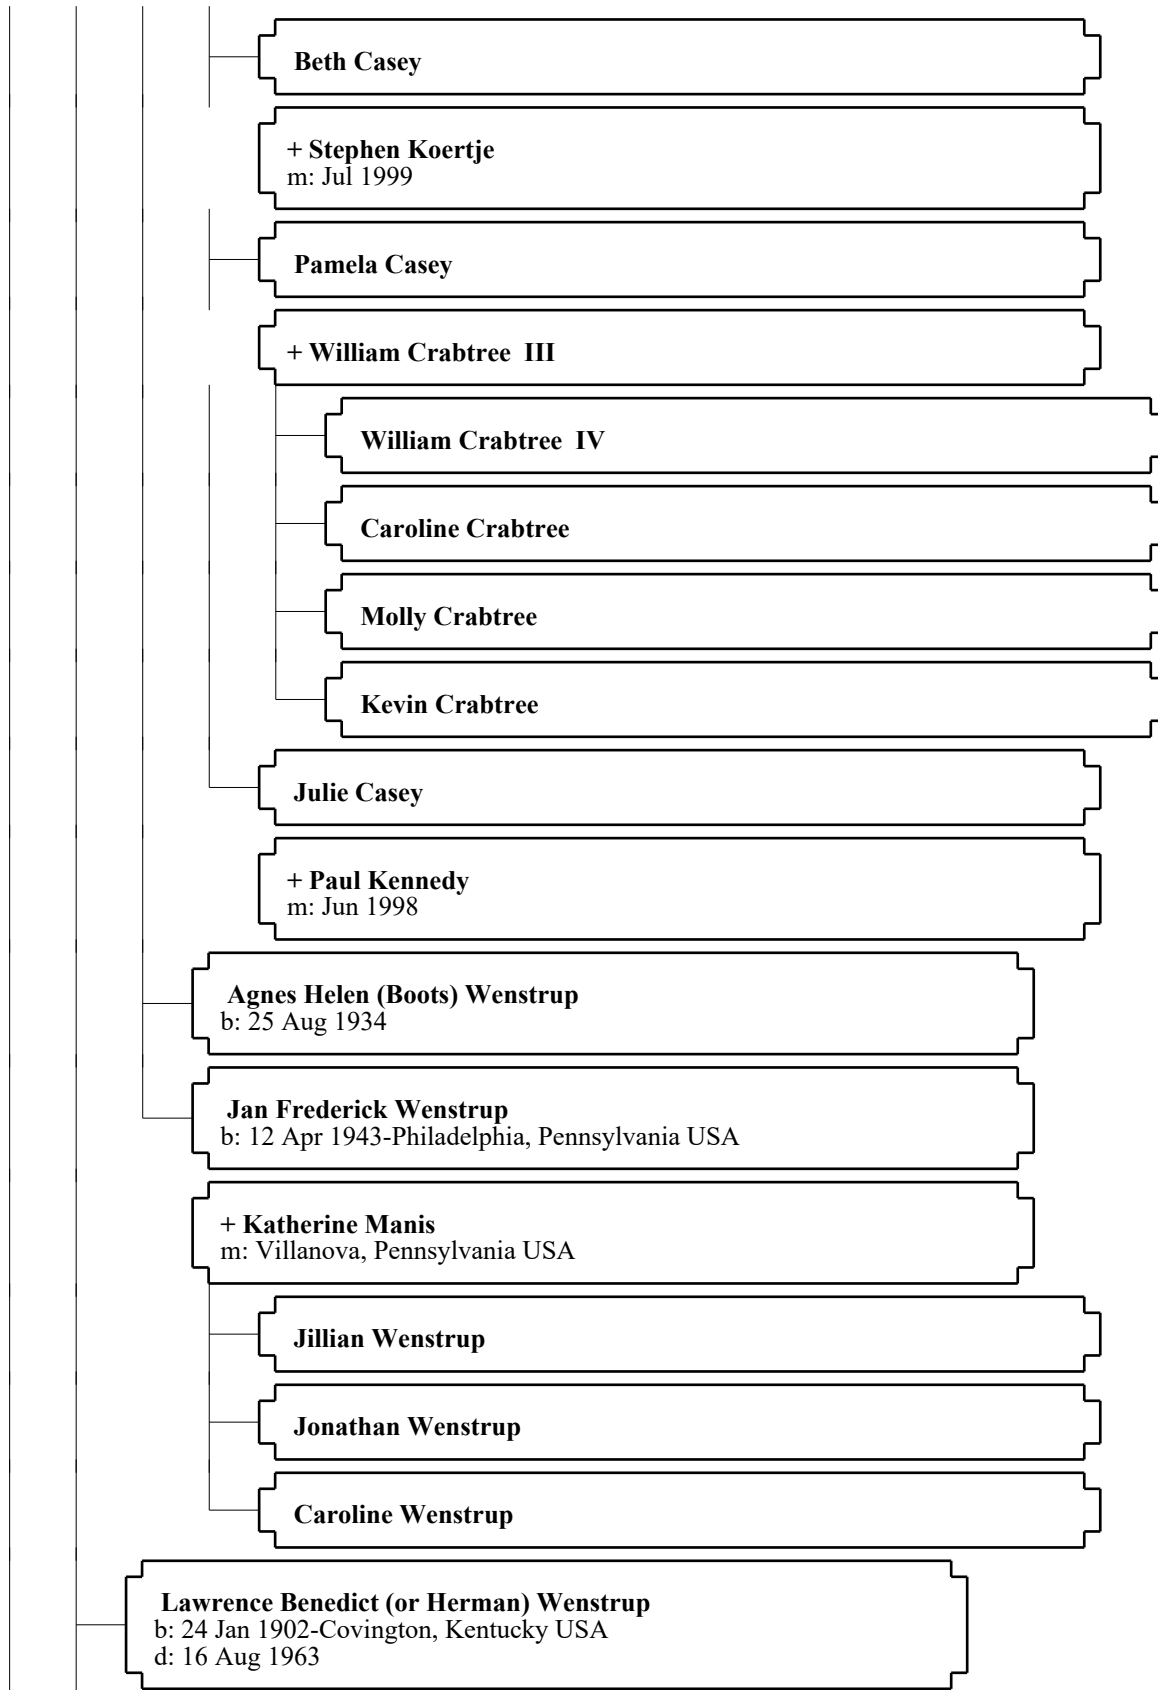 Beth Casey
+ Stephen Koertje
m: Jul 1999
Pamela Casey
+ William Crabtree III
William Crabtree IV
Caroline Crabtree
Molly Crabtree
Kevin Crabtree
Julie Casey
+ Paul Kennedy
m: Jun 1998
Agnes Helen (Boots) Wenstrup
b: 25 Aug 1934
Jan Frederick Wenstrup
b: 12 Apr 1943-Philadelphia, Pennsylvania USA
+ Katherine Manis
m: Villanova, Pennsylvania USA
Jillian Wenstrup
Jonathan Wenstrup
Caroline Wenstrup
Lawrence Benedict (or Herman) Wenstrup
b: 24 Jan 1902-Covington, Kentucky USA
d: 16 Aug 1963